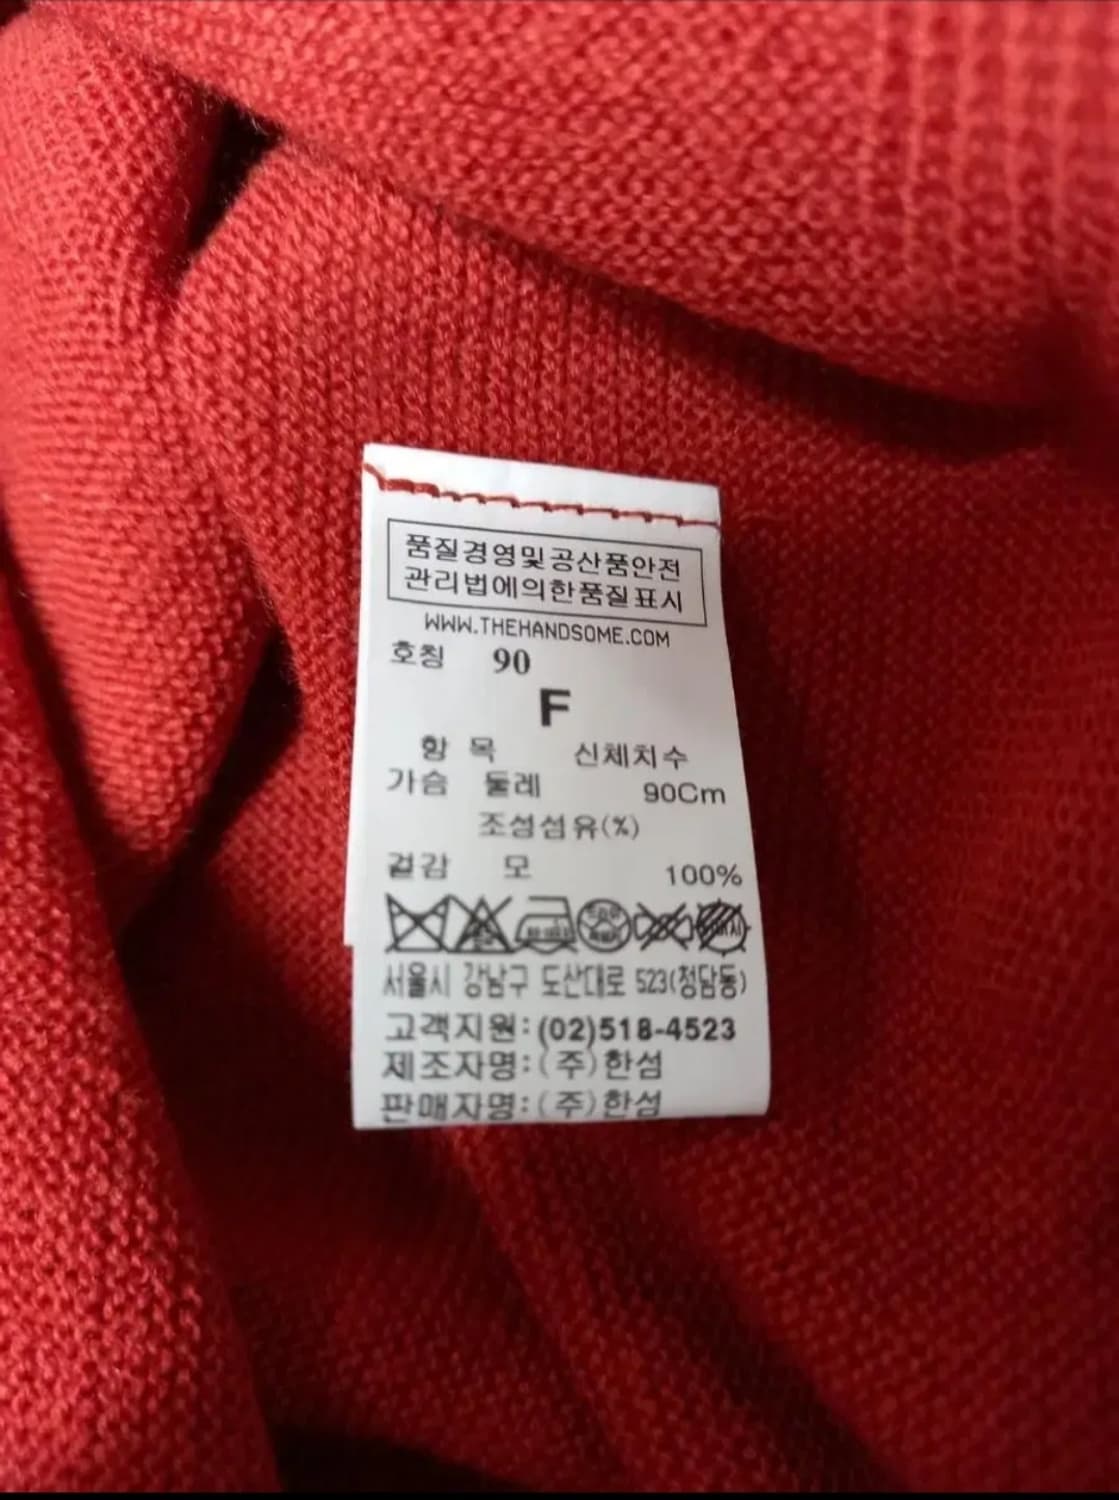 품질경영및공산품안전
관리법에의한품질표시
WWW.THEHANDSOME.COM
호칭 90
F
항 목 신체치수
가슴 둘레 90Cm
조성섬유(%)
겉감 모 100%
서울시 강남구 도산대로 523(청담동)
고객지원:(02)518-4523
제조자명:(주)한섬
판매자명:(주)한섬